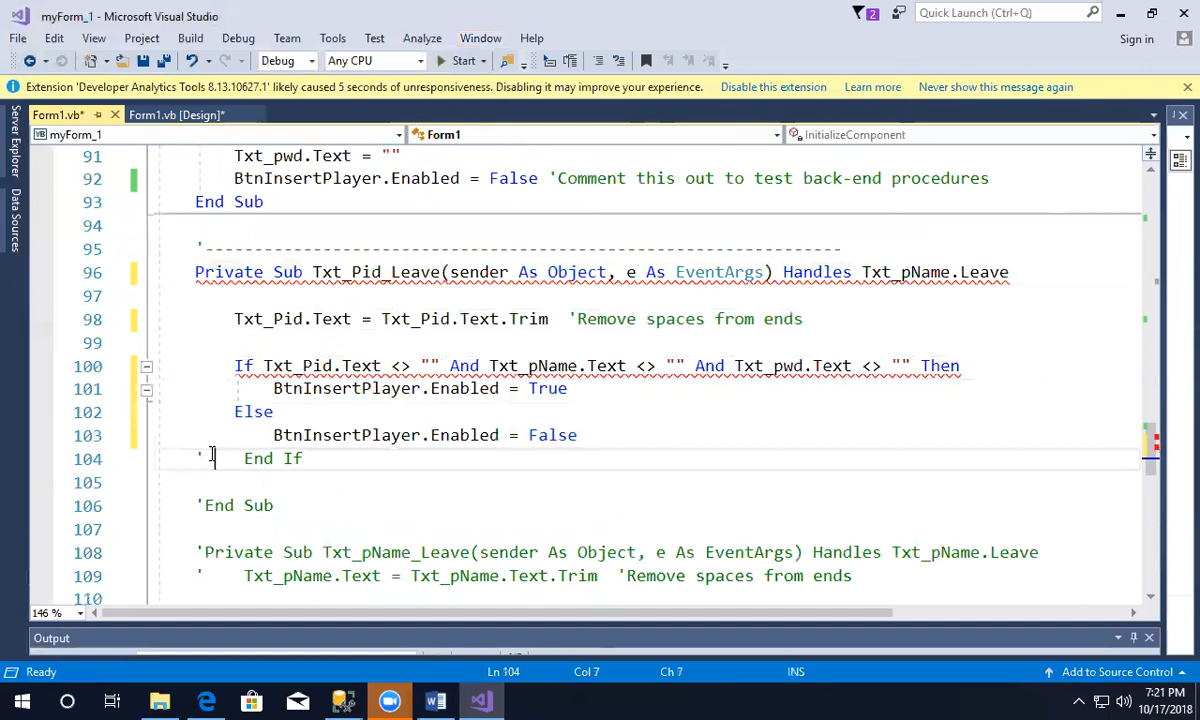 myForm_1 - Microsoft Visual Studio
2
Quick Launch (Ctrl+Q)
File Edit View Project Build Debug Team Tools Test Analyze Window Help
Sign in
Debug Any CPU Start
Extension 'Developer Analytics Tools 8.13.10627.1' likely caused 5 seconds of unresponsiveness. Disabling it may improve your experience. Disable this extension Learn more Never show this message again
Form1.vb* Form1.vb [Design]*
myForm_1 Form1 InitializeComponent
Server Explorer
Data Sources
91 Txt_pwd.Text = ""
92 BtnInsertPlayer.Enabled = False 'Comment this out to test back-end procedures
93 End Sub
94
95 '-----------------------------------------------------------------
96 Private Sub Txt_Pid_Leave(sender As Object, e As EventArgs) Handles Txt_pName.Leave
97
98 Txt_Pid.Text = Txt_Pid.Text.Trim 'Remove spaces from ends
99
100 If Txt_Pid.Text <> "" And Txt_pName.Text <> "" And Txt_pwd.Text <> "" Then
101 BtnInsertPlayer.Enabled = True
102 Else
103 BtnInsertPlayer.Enabled = False
104 ' End If
105
106 'End Sub
107
108 'Private Sub Txt_pName_Leave(sender As Object, e As EventArgs) Handles Txt_pName.Leave
109 ' Txt_pName.Text = Txt_pName.Text.Trim 'Remove spaces from ends
110
146 %
Output
Ready Ln 104 Col 7 Ch 7 INS Add to Source Control
7:21 PM
10/17/2018